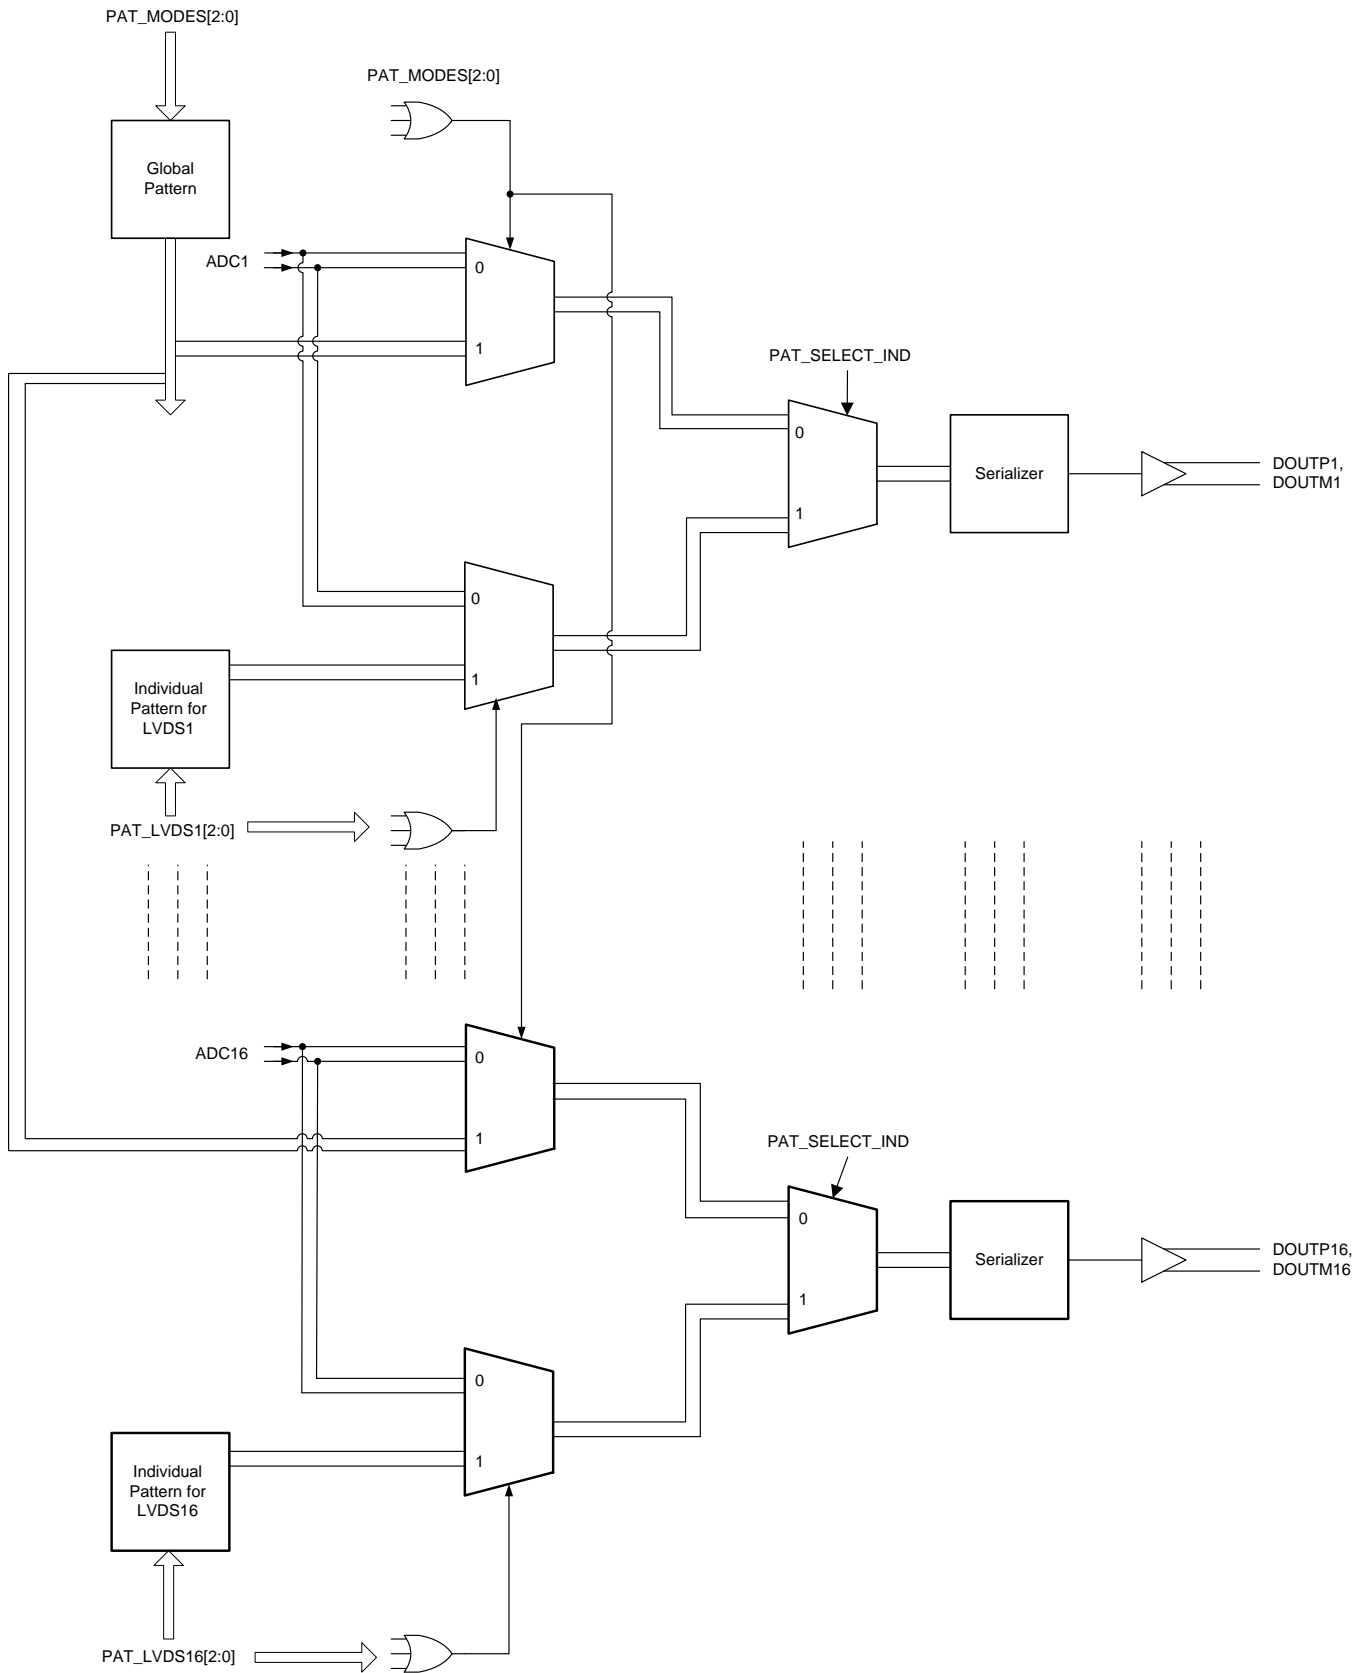 PAT_MODES[2:0]
PAT_MODES[2:0]
Global
Pattern
ADC1
0
1
PAT_SELECT_IND
0
1
Serializer
DOUTP1,
DOUTM1
0
1
Individual
Pattern for
LVDS1
PAT_LVDS1[2:0]
ADC16
0
1
PAT_SELECT_IND
0
1
Serializer
DOUTP16,
DOUTM16
0
1
Individual
Pattern for
LVDS16
PAT_LVDS16[2:0]